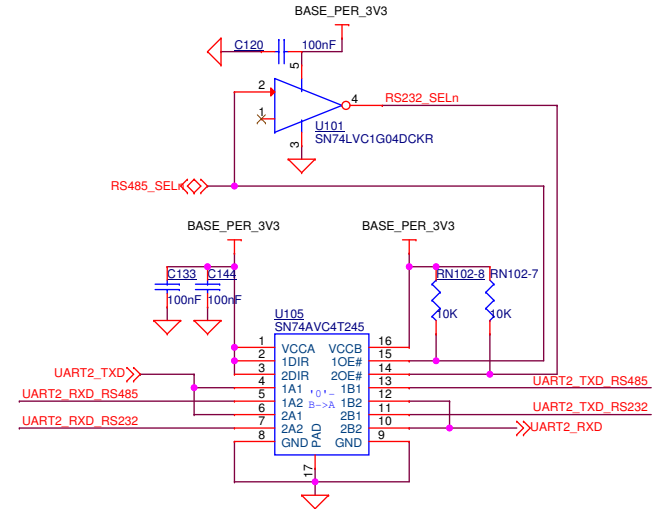 BASE_PER_3V3
C120
100nF
5
2
4
RS232_SELn
1
U101
SN74LVC1G04DCKR
3
RS485_SELn
BASE_PER_3V3
BASE_PER_3V3
C133
C144
RN102-8
RN102-7
100nF
100nF
10K
10K
U105
SN74AVC4T245
1
VCCA
VCCB
16
2
1DIR
1OE#
15
UART2_TXD
3
2DIR
2OE#
14
4
1A1
'0'-
1B1
13
UART2_TXD_RS485
UART2_RXD_RS485
5
1A2
B->A
1B2
12
6
2A1
2B1
11
UART2_TXD_RS232
UART2_RXD_RS232
7
2A2
2B2
10
UART2_RXD
8
GND
PAD
GND
9
17